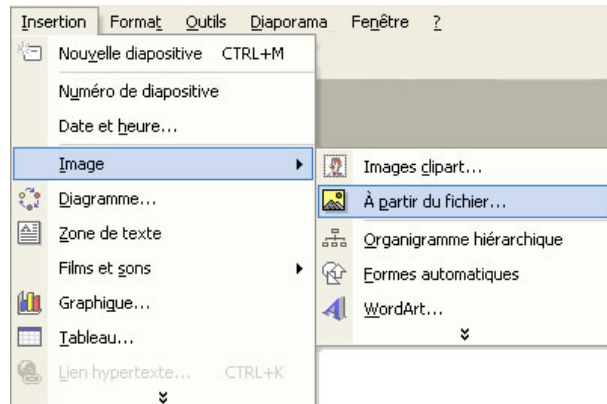 Insertion Format Outils Diaporama Fenêtre ?
Nouvelle diapositive CTRL+M
Numéro de diapositive
Date et heure...
Image
Images clipart...
Diagramme...
À partir du fichier...
Zone de texte
Organigramme hiérarchique
Films et sons
Formes automatiques
Graphique...
WordArt...
Tableau...
Lien hypertexte... CTRL+K